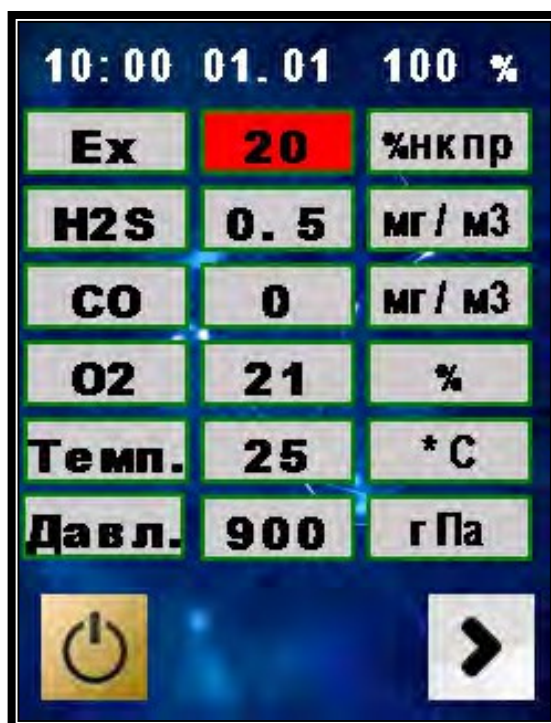 10:00 01.01 100 %
Ex 20 %нкпр
H2S 0.5 мг/м3
CO 0 мг/м3
O2 21 %
Темп. 25 *C
Давл. 900 гПа